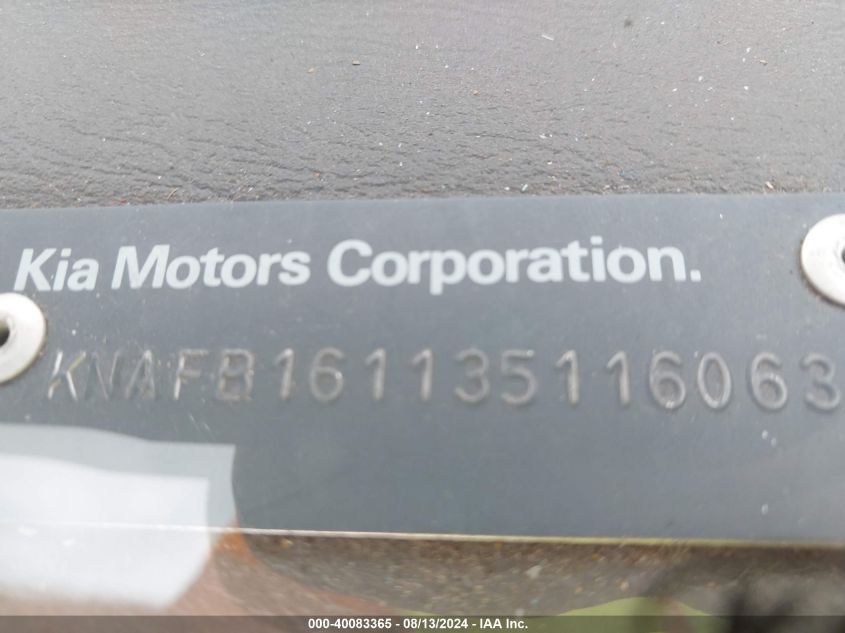 Kia Motors Corporation.
KNAFB161135116063
000-40083365 / 08/13/2024 - IAA Inc.